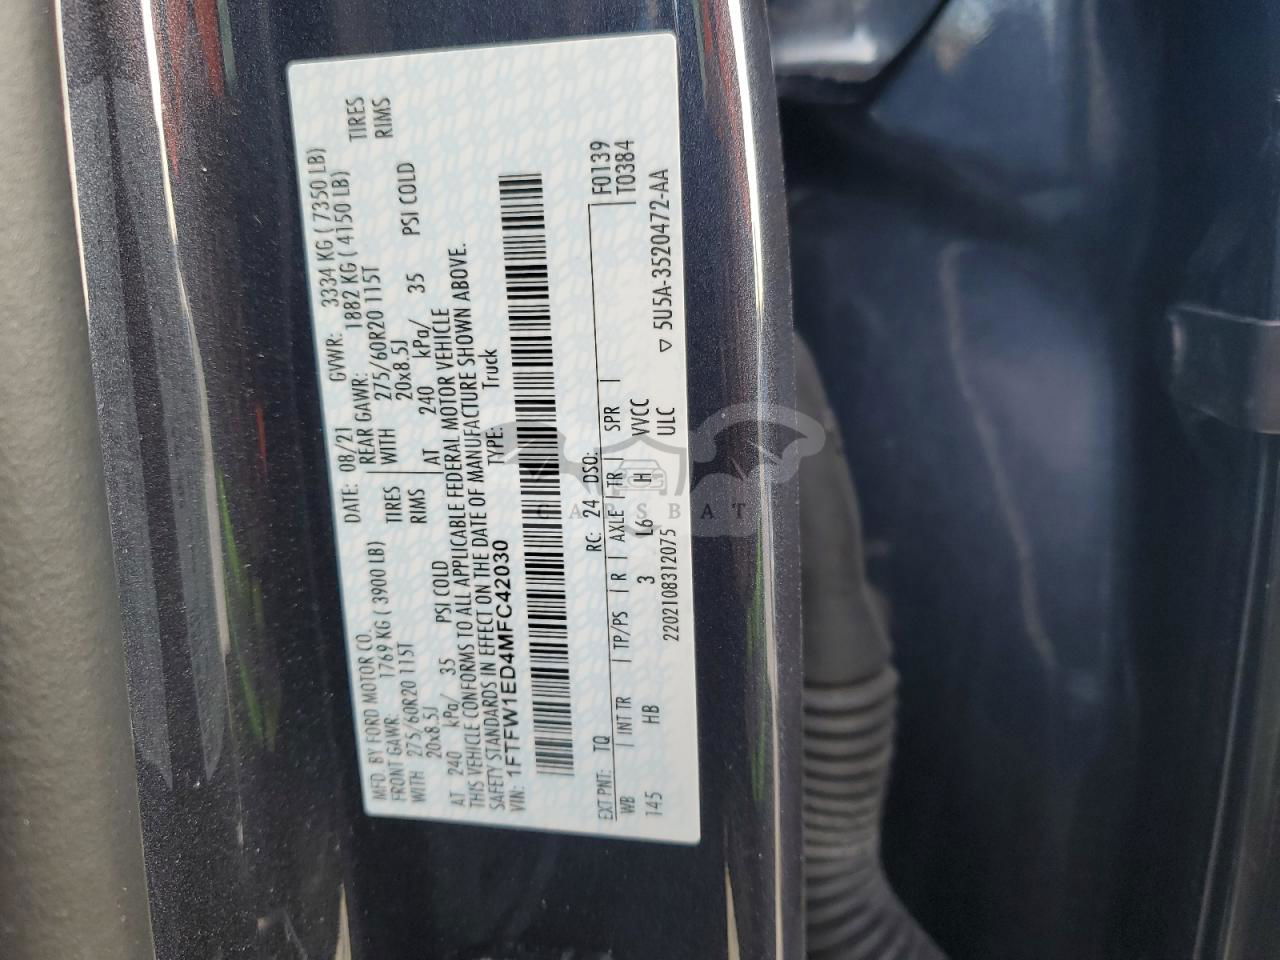 MFD. BY FORD MOTOR CO.
DATE: 08/21 GVWR: 3334 KG ( 7350 LB)
FRONT GAWR: 1769 KG ( 3900 LB) REAR GAWR: 1882 KG ( 4150 LB)
WITH 275/60R20 115T TIRES WITH 275/60R20 115T TIRES
20x8.5J RIMS 20x8.5J RIMS
AT 240 kPa/ 35 PSI COLD AT 240 kPa/ 35 PSI COLD
THIS VEHICLE CONFORMS TO ALL APPLICABLE FEDERAL MOTOR VEHICLE
SAFETY STANDARDS IN EFFECT ON THE DATE OF MANUFACTURE SHOWN ABOVE.
VIN: 1FTFW1ED4MFC42030 TYPE: Truck
EXT PNT: TQ RC: 24 DSO: F0139
WB INT TR TP/PS R AXLE TR SPR T0384
145 HB 3 L6 H VVCC
2202108312075 ULC ▽ 5U5A-3520472-AA
CARSBAT